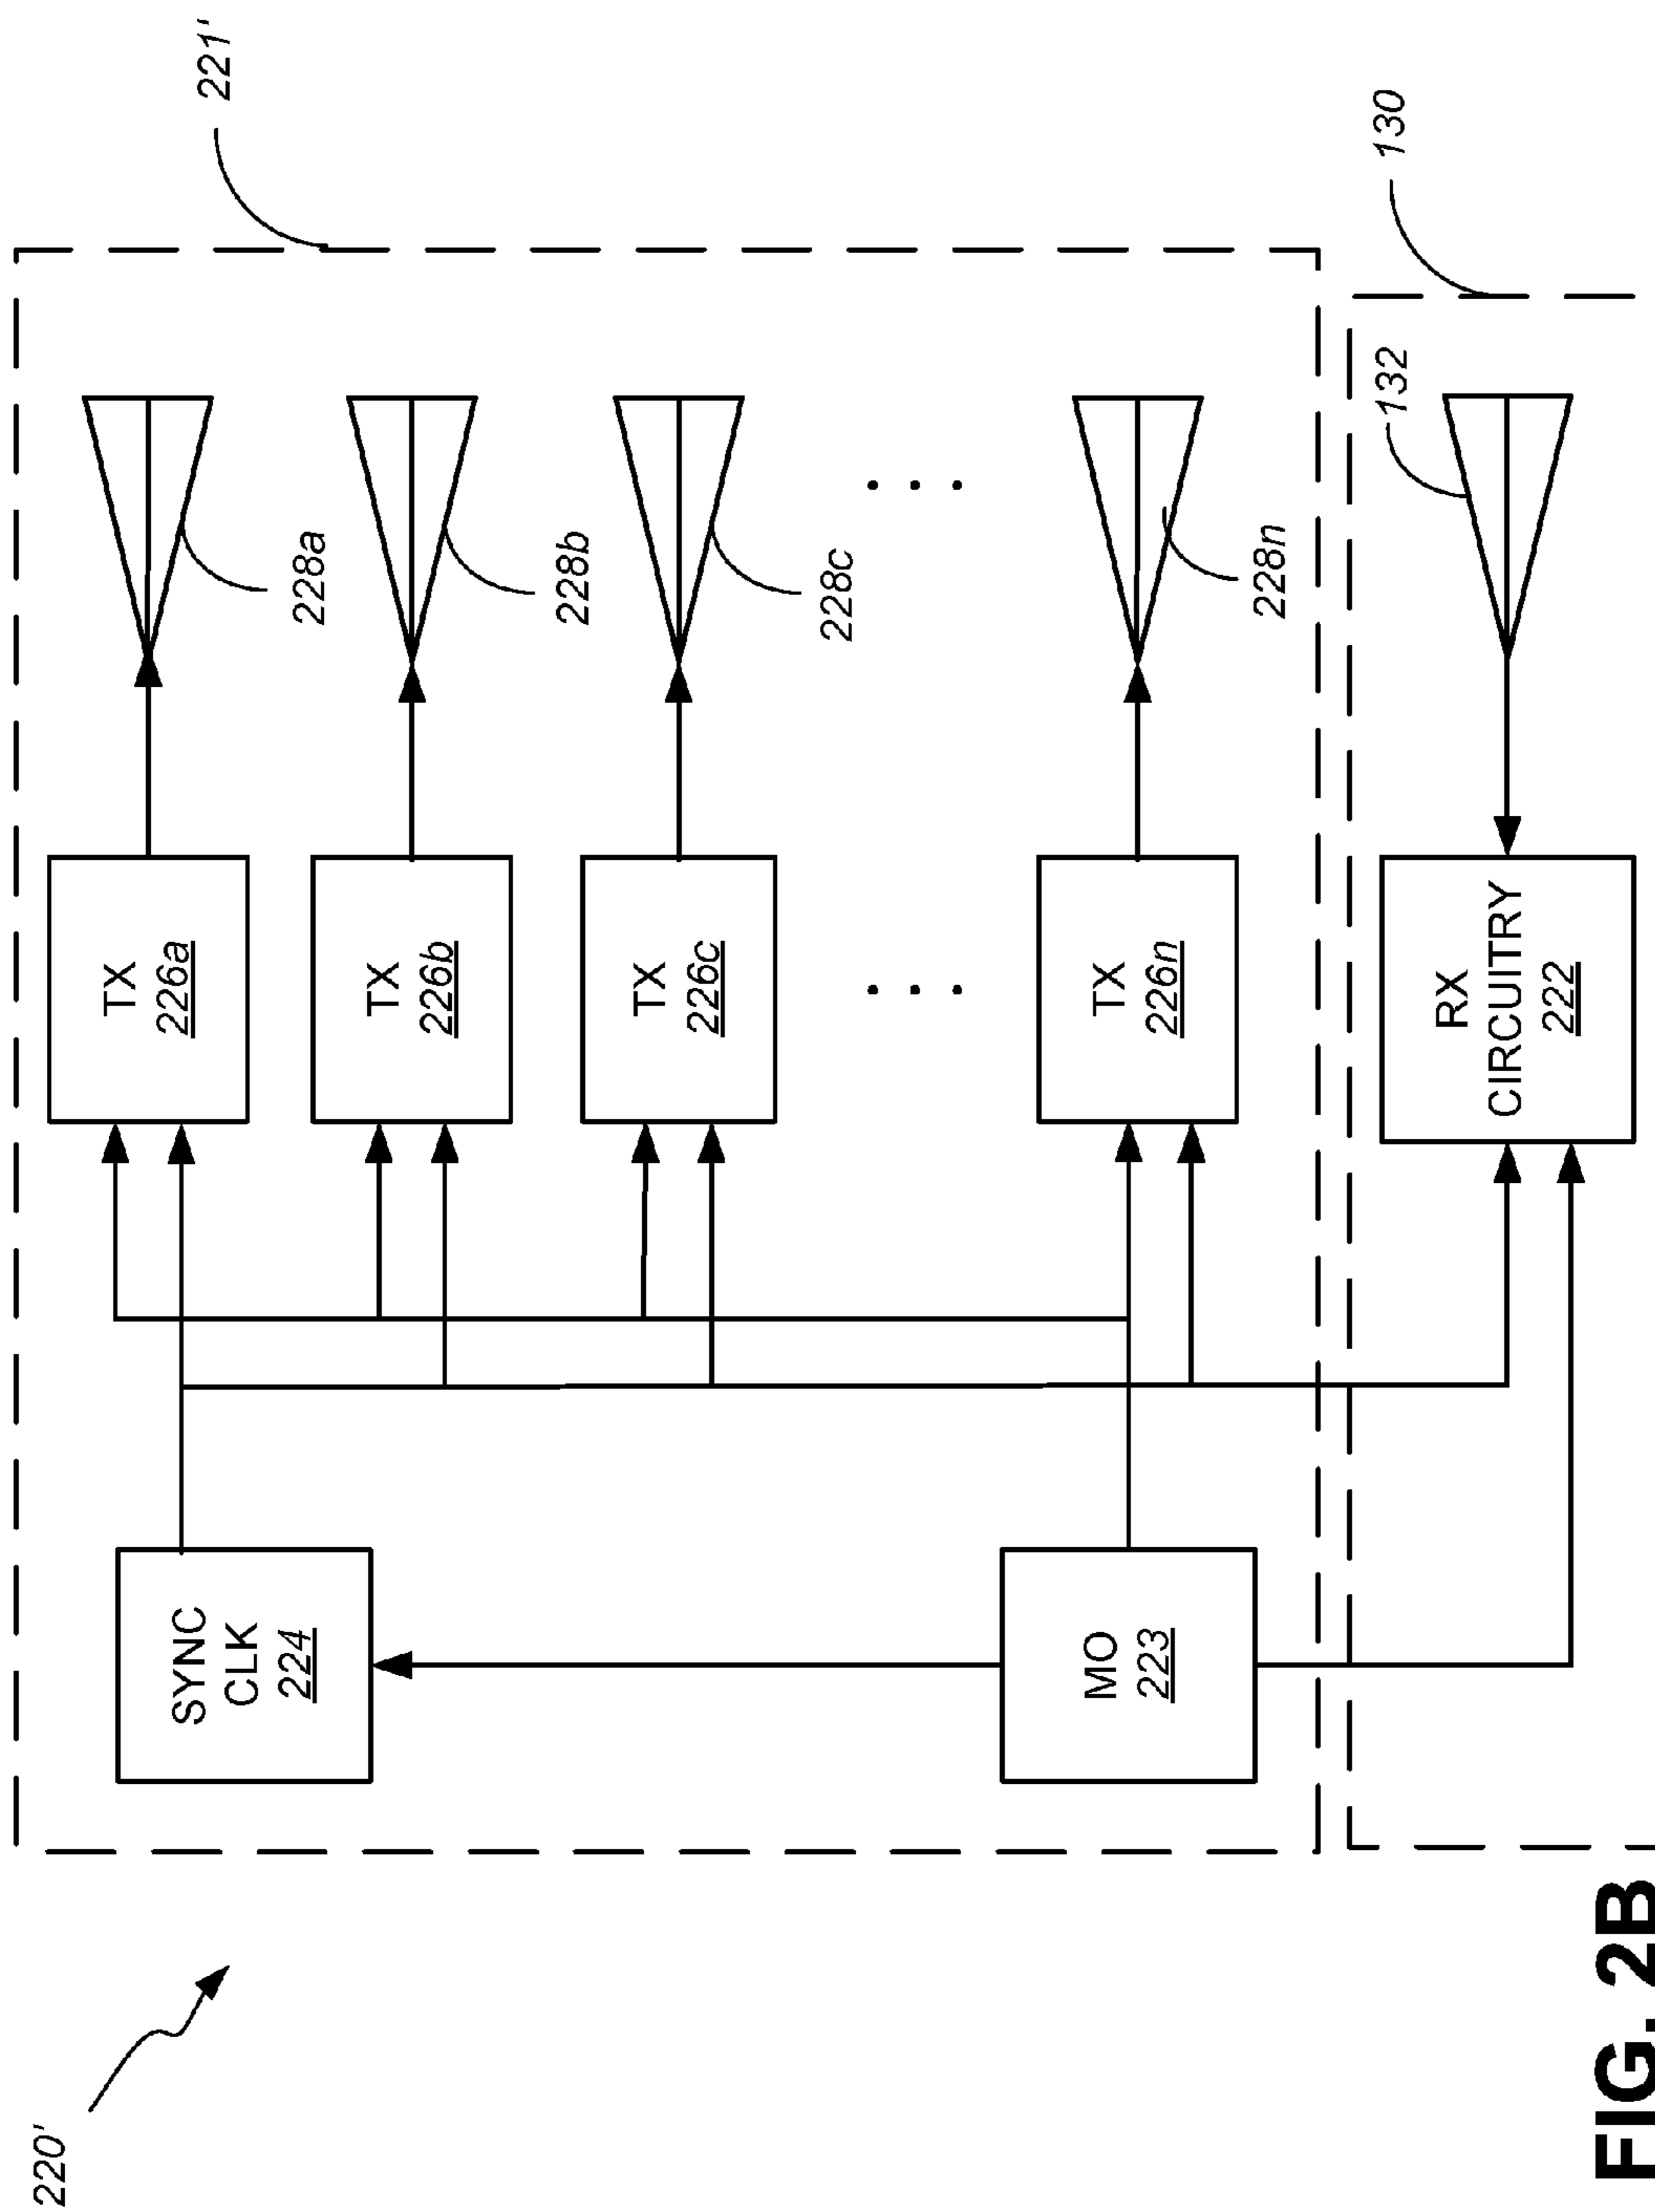 220'
221'
SYNC
CLK
224
TX
226a
228a
TX
226b
228b
TX
226c
228c
. . .
. . .
MO
223
TX
226n
228n
130
132
RX
CIRCUITRY
222
FIG. 2B